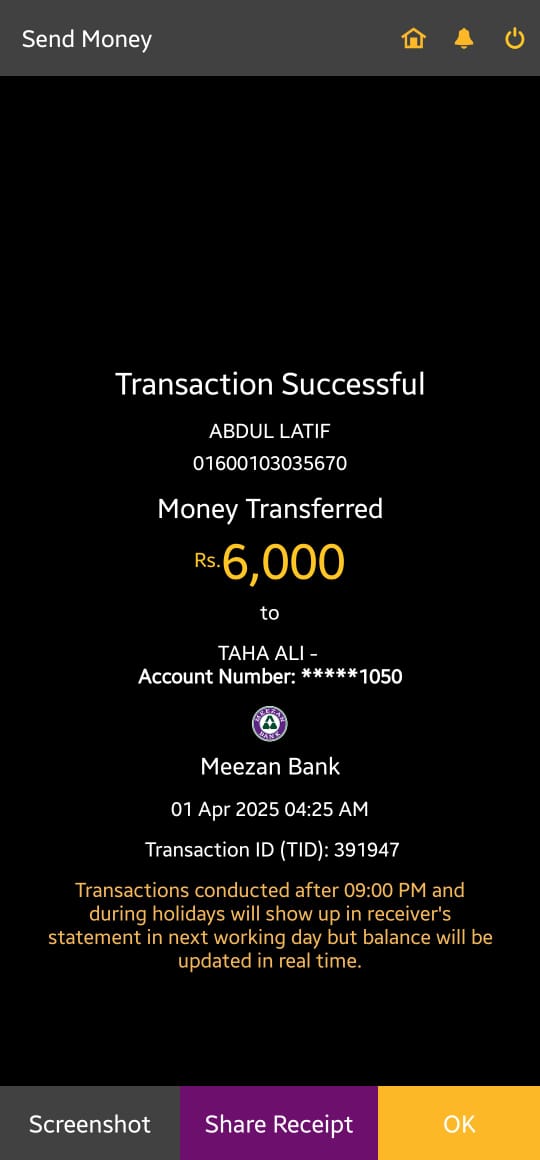 Send Money
Transaction Successful
ABDUL LATIF
01600103035670
Money Transferred
Rs.6,000
to
TAHA ALI -
Account Number: *****1050
MEEZAN BANK
Meezan Bank
01 Apr 2025 04:25 AM
Transaction ID (TID): 391947
Transactions conducted after 09:00 PM and
during holidays will show up in receiver's
statement in next working day but balance will be
updated in real time.
Screenshot
Share Receipt
OK